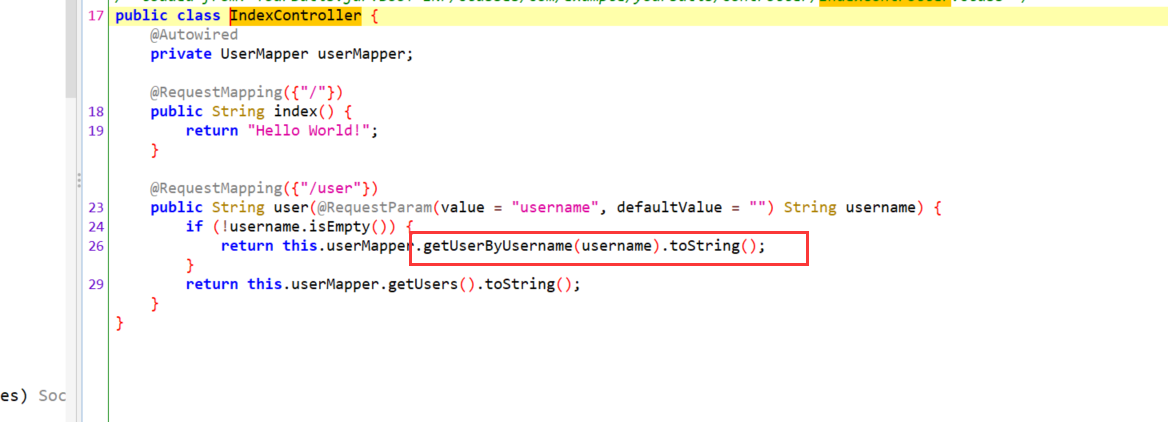 17 public class IndexController {
@Autowired
private UserMapper userMapper;
@RequestMapping({"/"})
18 public String index() {
19 return "Hello World!";
}
@RequestMapping({"/user"})
23 public String user(@RequestParam(value = "username", defaultValue = "") String username) {
24 if (!username.isEmpty()) {
26 return this.userMapper.getUserByUsername(username).toString();
}
29 return this.userMapper.getUsers().toString();
}
}
es) Soc